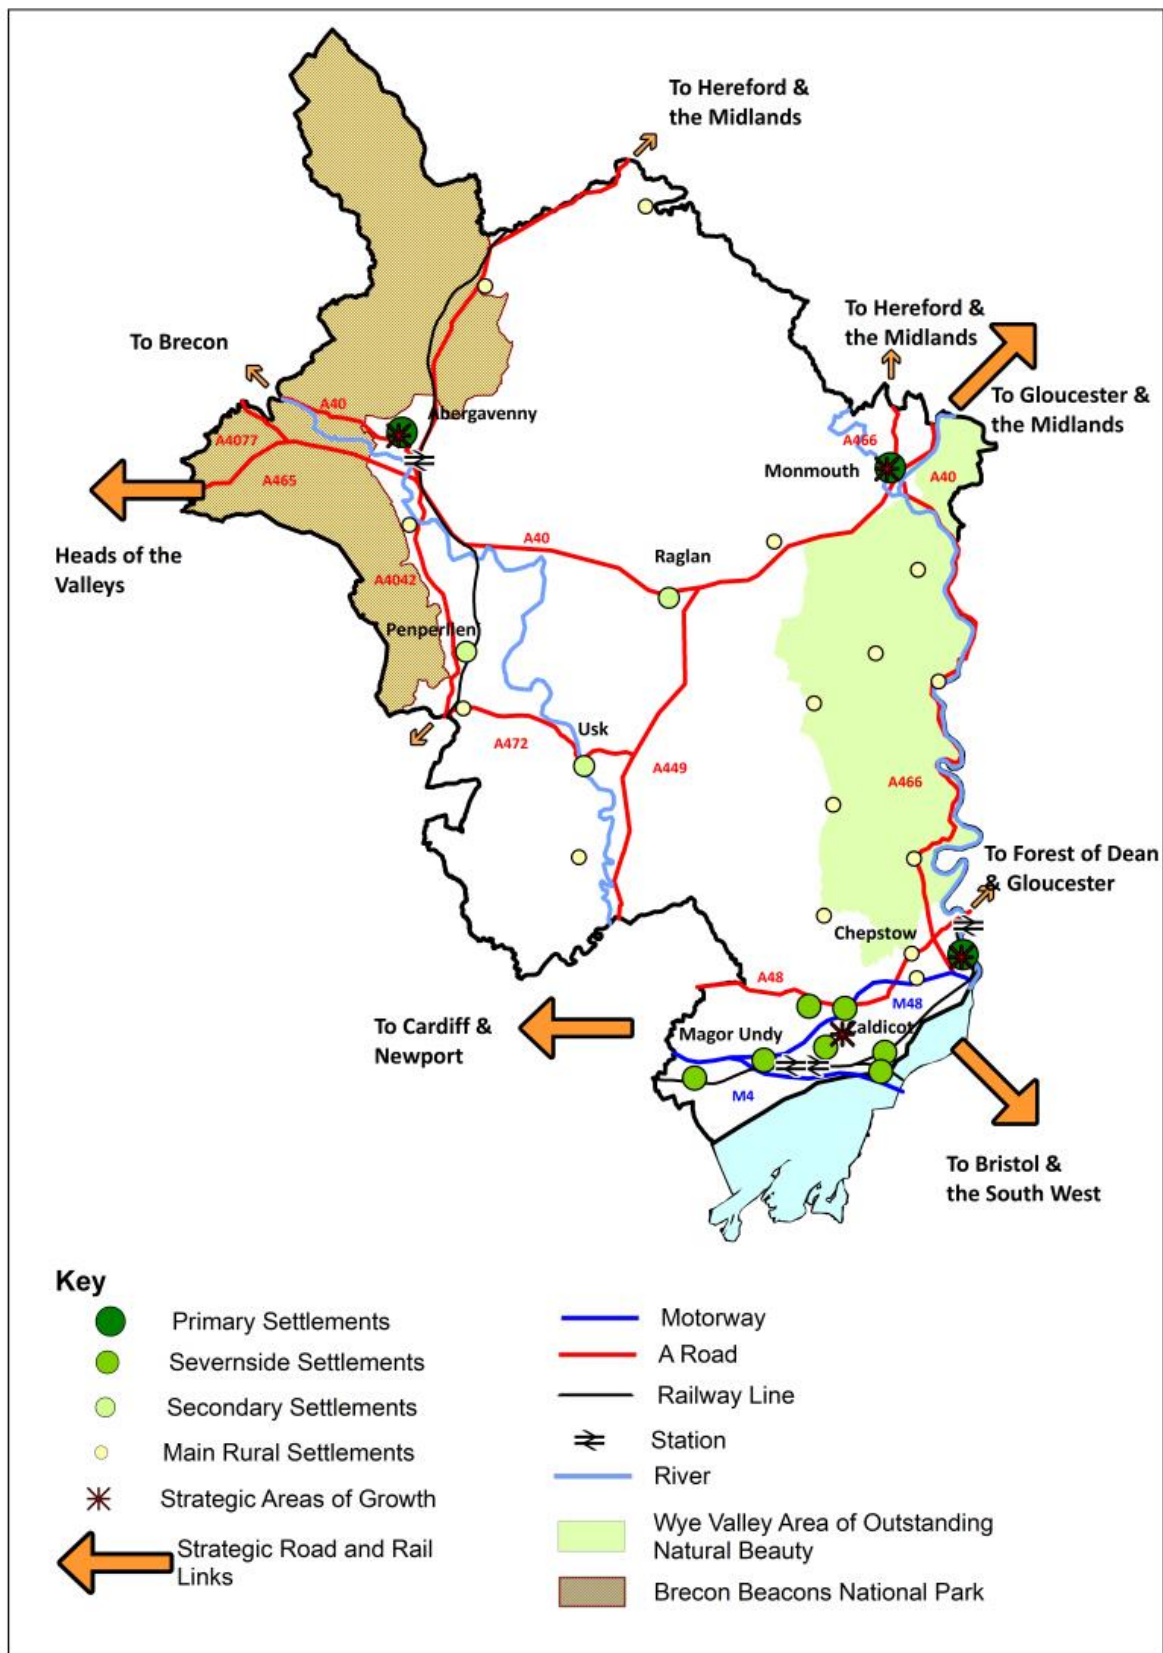 To Hereford &
the Midlands
To Hereford &
the Midlands
To Brecon
To Gloucester &
the Midlands
A40
Abergavenny
A4077
A466
Monmouth
A465
A40
Heads of the
Valleys
A40
Raglan
A4042
Penperllen
Usk
A472
A449
A466
To Forest of Dean
& Gloucester
Chepstow
A48
M48
To Cardiff &
Newport
Magor Undy
aldicot
M4
To Bristol &
the South West
Key
Primary Settlements
Severnside Settlements
Secondary Settlements
Main Rural Settlements
Strategic Areas of Growth
Strategic Road and Rail
Links
Motorway
A Road
Railway Line
Station
River
Wye Valley Area of Outstanding
Natural Beauty
Brecon Beacons National Park